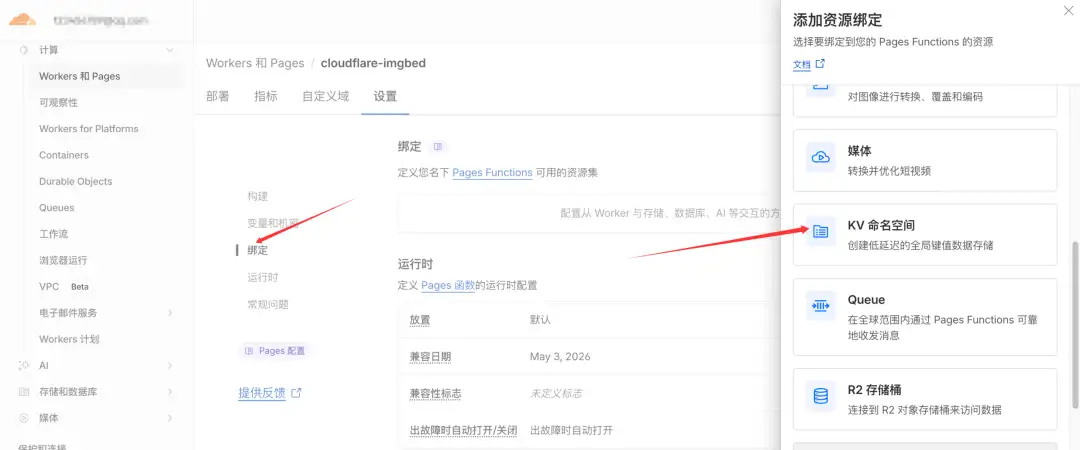 计算
Workers 和 Pages
可观察性
Workers for Platforms
Containers
Durable Objects
Queues
工作流
浏览器运行
VPC Beta
电子邮件服务
Workers 计划
AI
存储和数据库
媒体
保护和连接
Workers 和 Pages / cloudflare-imgbed
部署 指标 自定义域 设置
构建
变量和机密
绑定
运行时
常规问题
Pages 配置
提供反馈
绑定
定义您名下 Pages Functions 可用的资源集
配置从 Worker 与存储、数据库、AI 等交互的方
运行时
定义 Pages 函数的运行时配置
放置 默认
兼容日期 May 3, 2026
兼容性标志 未定义标志
出故障时自动打开/关闭 出故障时自动打开
添加资源绑定
选择要绑定到您的 Pages Functions 的资源
文档
对图像进行转换、覆盖和编码
媒体
转换并优化短视频
KV 命名空间
创建低延迟的全局键值数据存储
Queue
在全球范围内通过 Pages Functions 可靠
地收发消息
R2 存储桶
连接到 R2 对象存储桶来访问数据